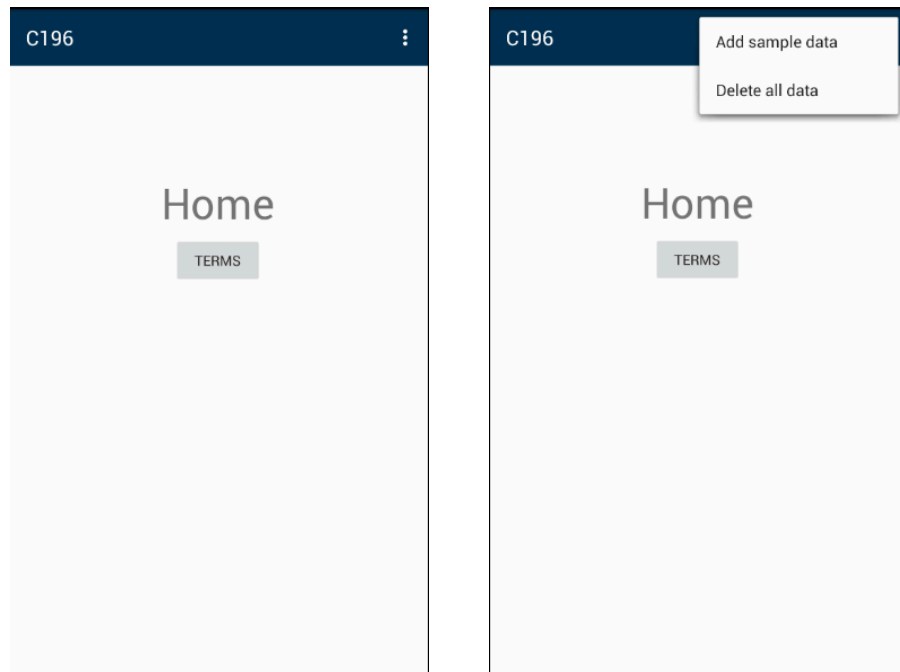 C196
Home
TERMS
C196
Add sample data
Delete all data
Home
TERMS